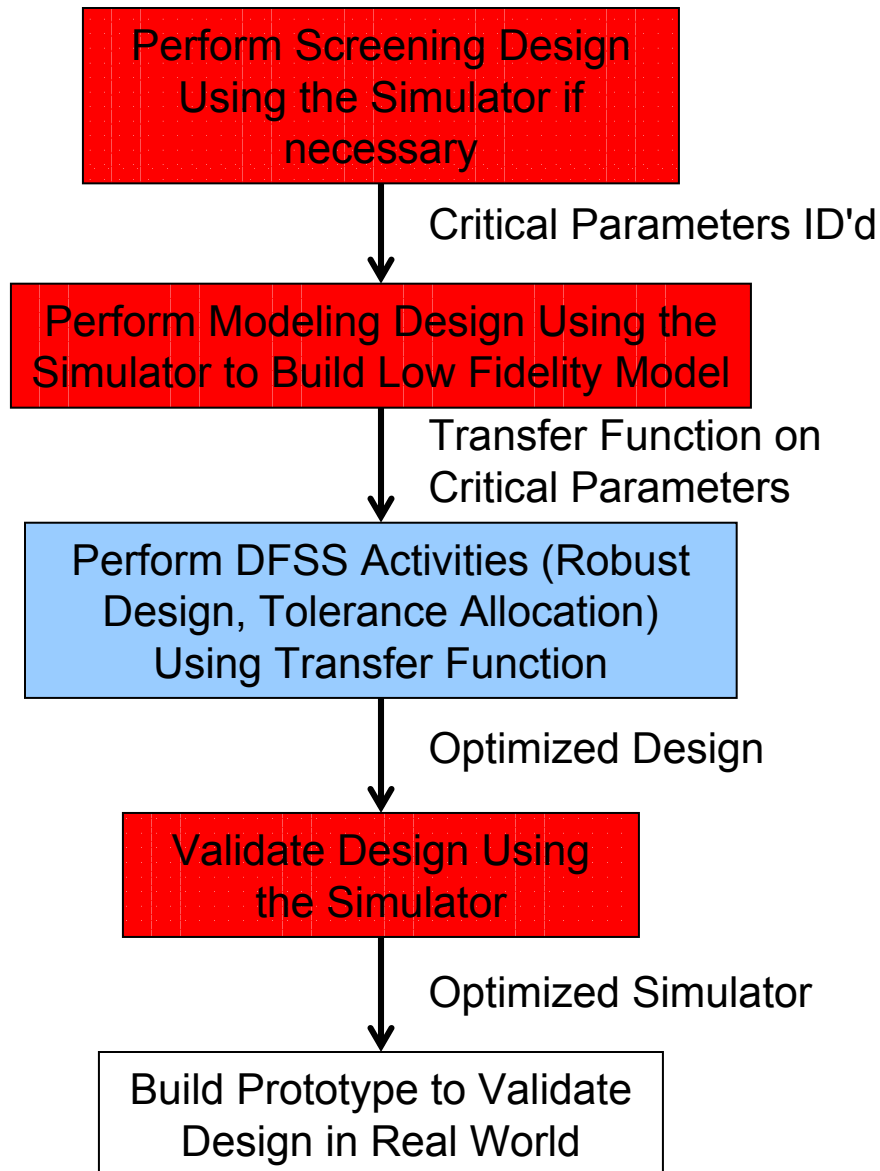 Perform Screening Design
Using the Simulator if
necessary
Critical Parameters ID'd
Perform Modeling Design Using the
Simulator to Build Low Fidelity Model
Transfer Function on
Critical Parameters
Perform DFSS Activities (Robust
Design, Tolerance Allocation)
Using Transfer Function
Optimized Design
Validate Design Using
the Simulator
Optimized Simulator
Build Prototype to Validate
Design in Real World